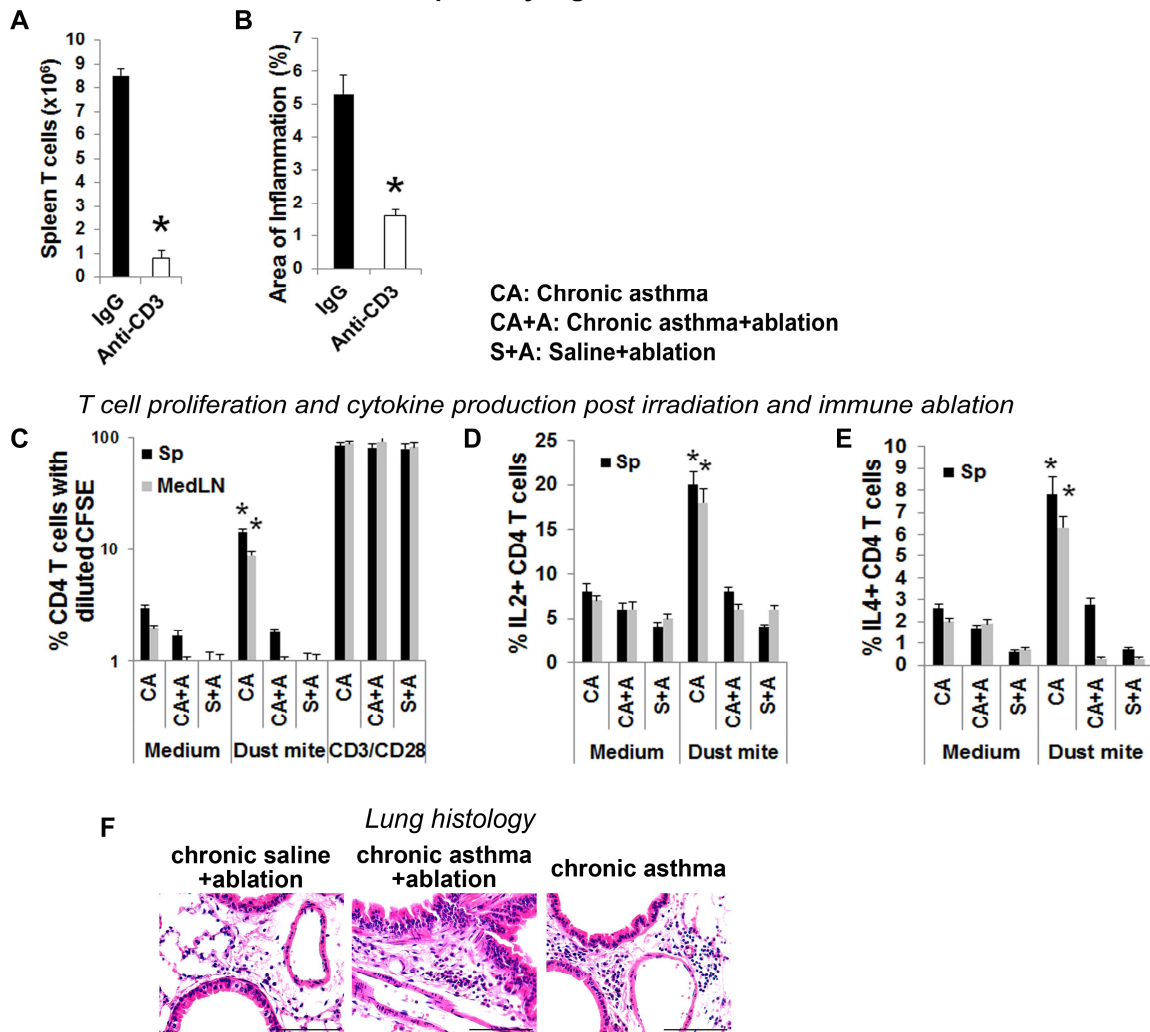 A
B
Spleen T cells (x10⁶)
10
9
8
7
6
5
4
3
2
1
0
*
IgG
Anti-CD3
Area of Inflammation (%)
7
6
5
4
3
2
1
0
*
IgG
Anti-CD3
CA: Chronic asthma
CA+A: Chronic asthma+ablation
S+A: Saline+ablation
T cell proliferation and cytokine production post irradiation and immune ablation
C
% CD4 T cells with
diluted CFSE
100
10
1
Sp
MedLN
* *
CA CA+A S+A CA CA+A S+A CA CA+A S+A
Medium Dust mite CD3/CD28
D
% IL2+ CD4 T cells
25
20
15
10
5
0
Sp
* *
CA CA+A S+A CA CA+A S+A
Medium Dust mite
E
% IL4+ CD4 T cells
10
9
8
7
6
5
4
3
2
1
0
Sp
* *
CA CA+A S+A CA CA+A S+A
Medium Dust mite
F
Lung histology
chronic saline
+ablation
chronic asthma
+ablation
chronic asthma